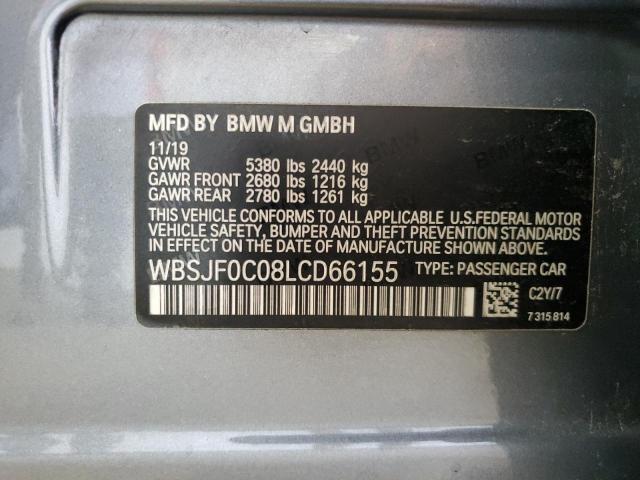 MFD BY BMW M GMBH
11/19
GVWR 5380 lbs 2440 kg
GAWR FRONT 2680 lbs 1216 kg
GAWR REAR 2780 lbs 1261 kg
THIS VEHICLE CONFORMS TO ALL APPLICABLE U.S.FEDERAL MOTOR
VEHICLE SAFETY, BUMPER AND THEFT PREVENTION STANDARDS
IN EFFECT ON THE DATE OF MANUFACTURE SHOWN ABOVE.
WBSJF0C08LCD66155 TYPE: PASSENGER CAR
C2Y/7
7 315 814